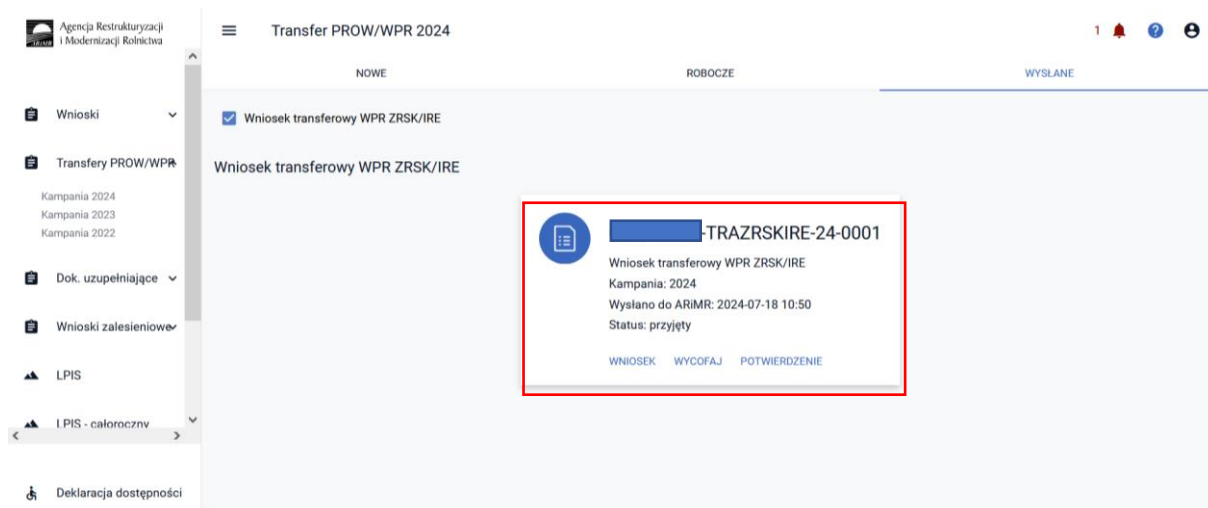 Agencja Restrukturyzacji
i Modernizacji Rolnictwa
ARiMR
Transfer PROW/WPR 2024
1
NOWE
ROBOCZE
WYSŁANE
Wnioski
Transfery PROW/WPR
Kampania 2024
Kampania 2023
Kampania 2022
Dok. uzupełniające
Wnioski zalesieniowe
LPIS
LPIS - całoroczny
Deklaracja dostępności
Wniosek transferowy WPR ZRSK/IRE
Wniosek transferowy WPR ZRSK/IRE
-TRAZRSKIRE-24-0001
Wniosek transferowy WPR ZRSK/IRE
Kampania: 2024
Wysłano do ARiMR: 2024-07-18 10:50
Status: przyjęty
WNIOSEK WYCOFAJ POTWIERDZENIE